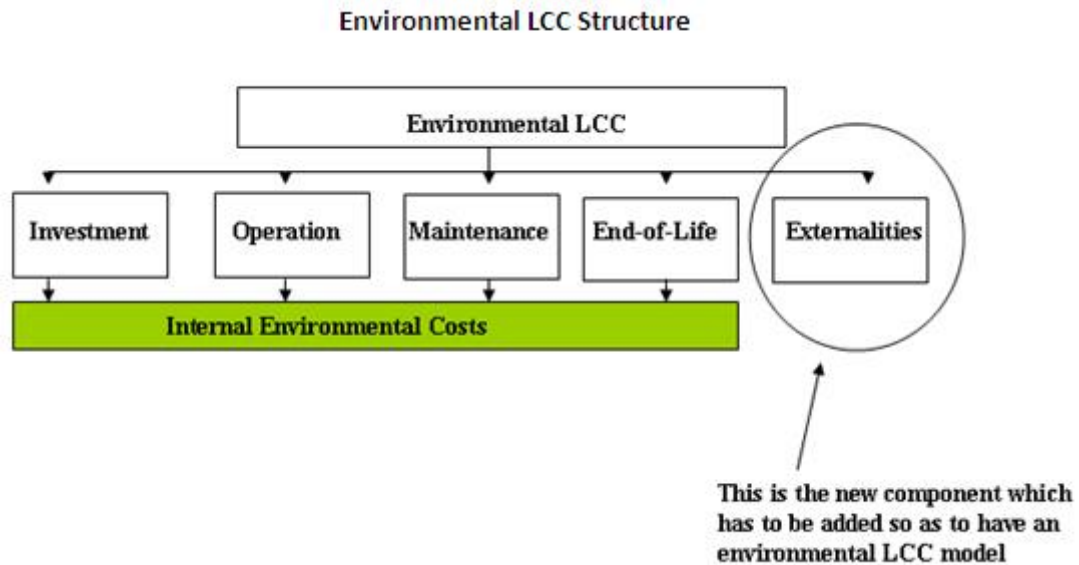 Environmental LCC Structure
Environmental LCC
Investment
Operation
Maintenance
End-of-Life
Externalities
Internal Environmental Costs
This is the new component which
has to be added so as to have an
environmental LCC model